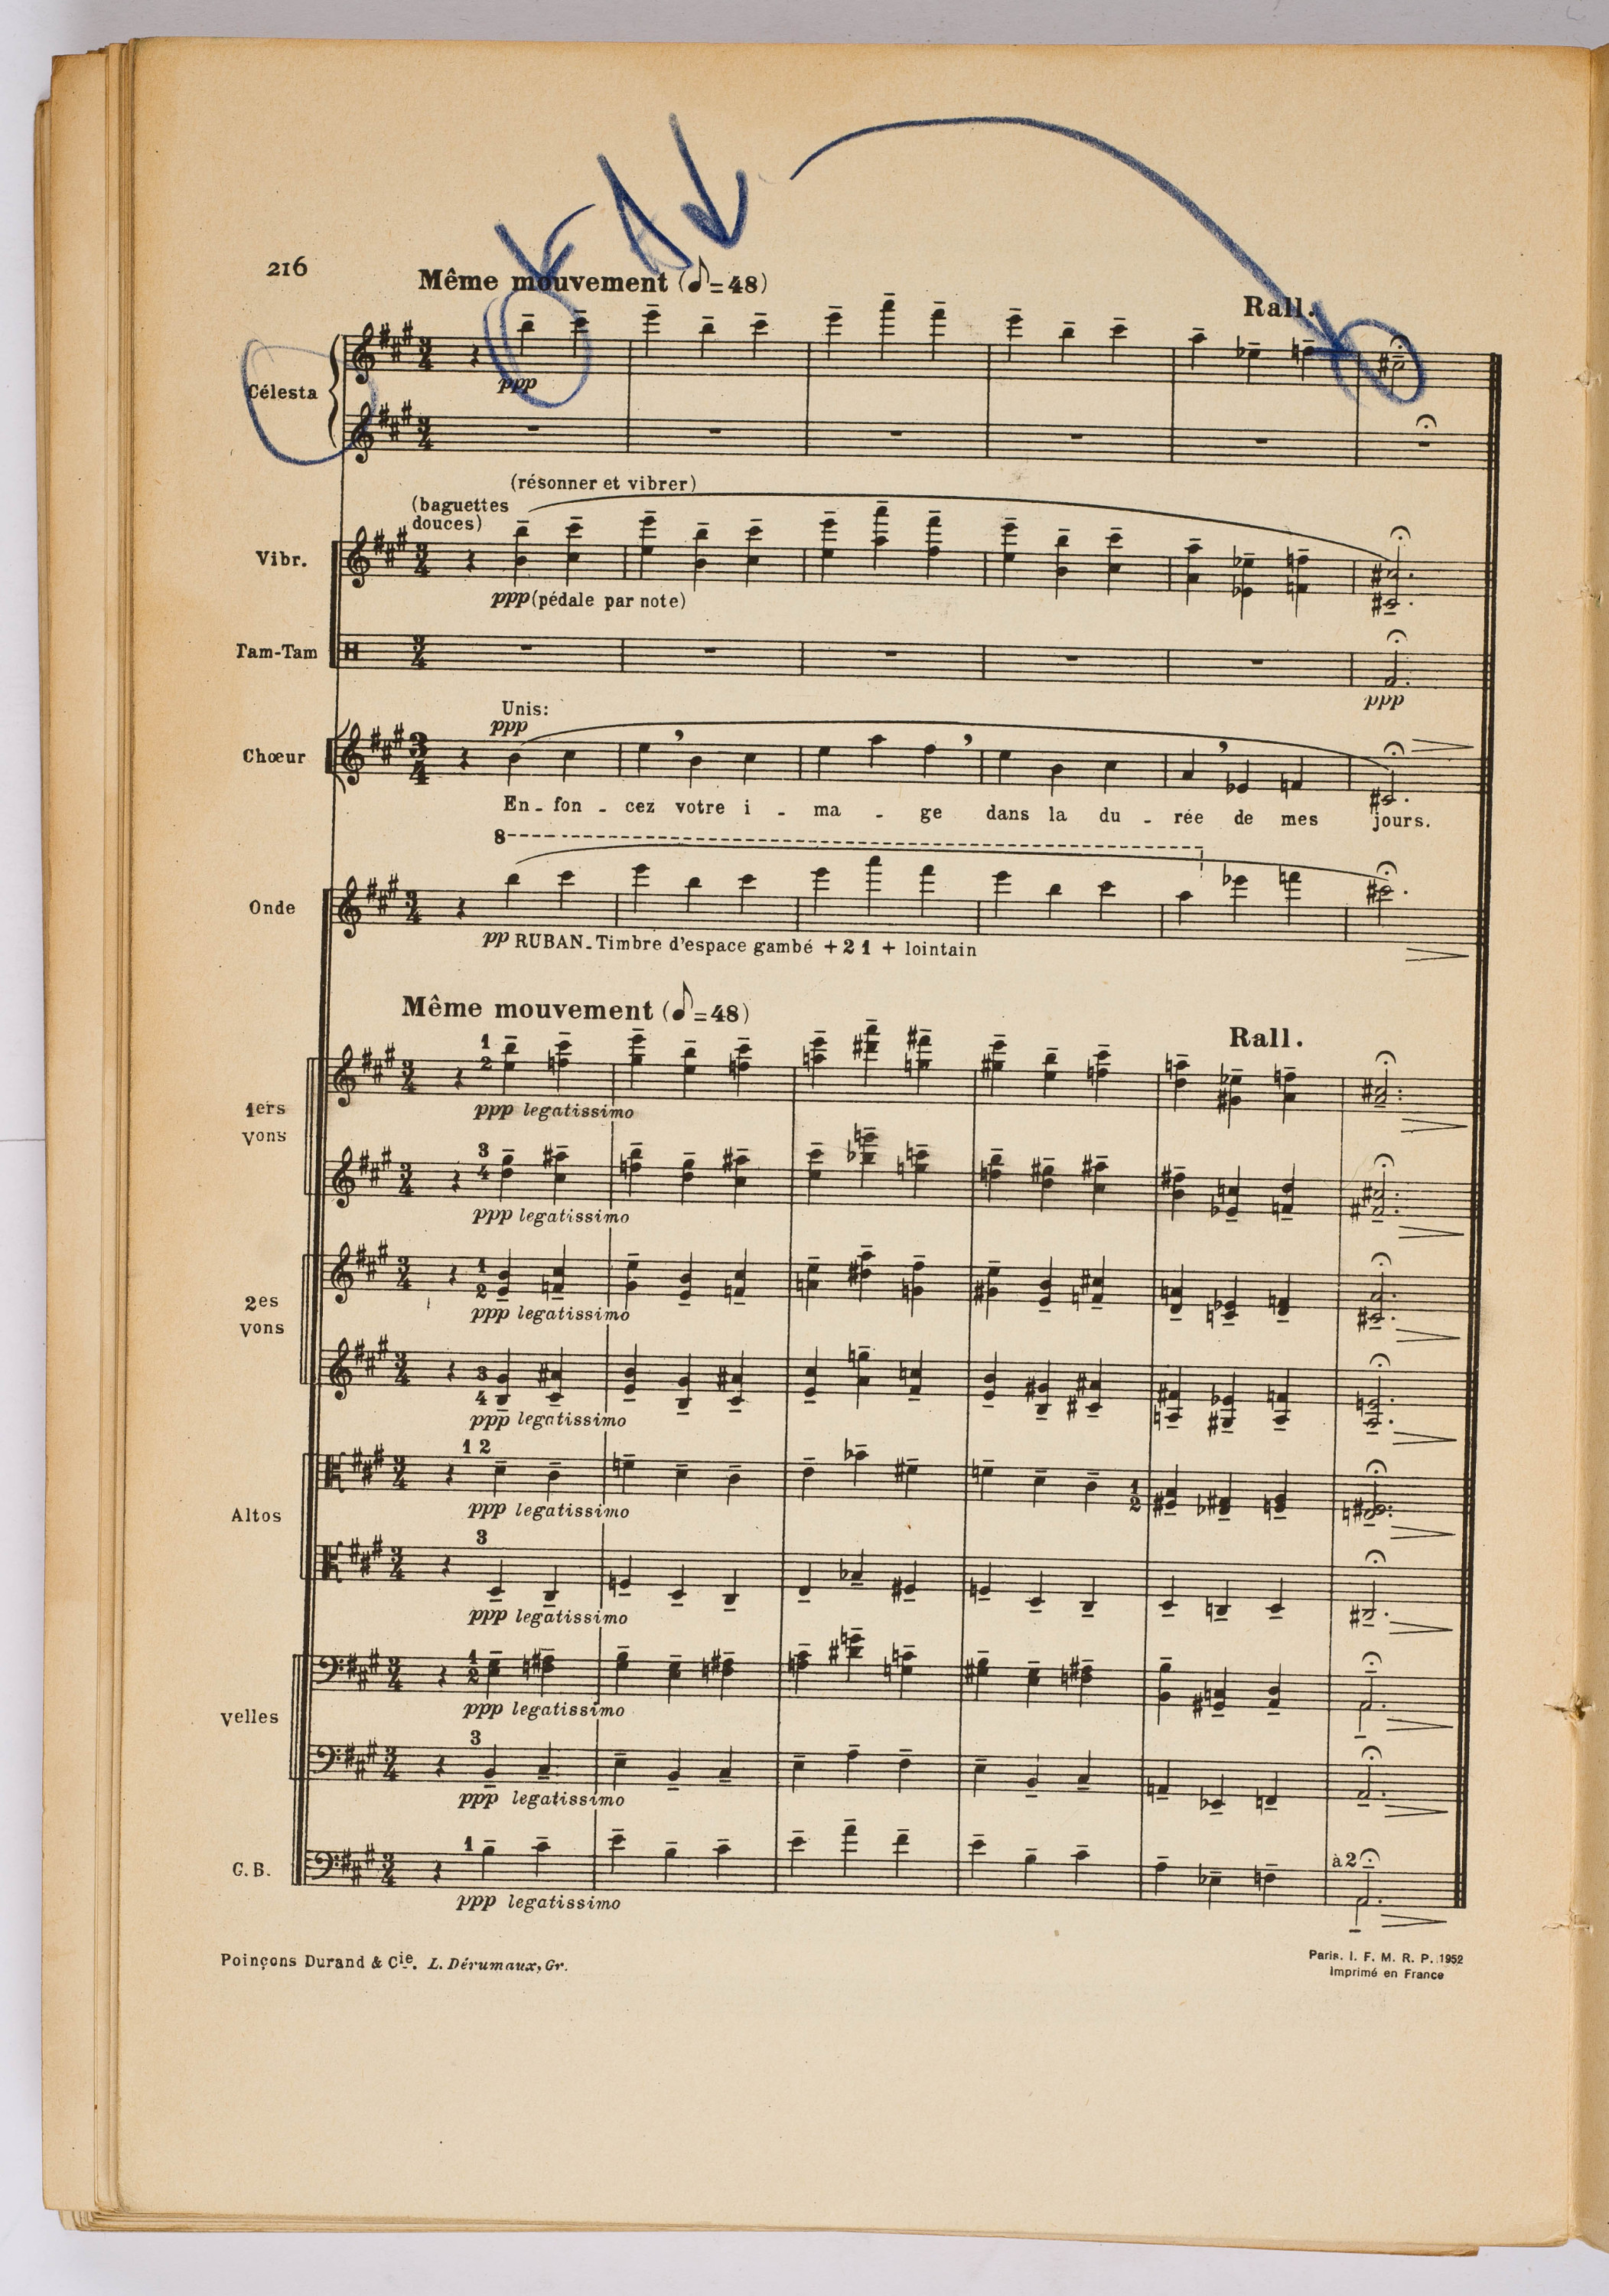 216
Même mouvement (♪=48)
Rall.
Célesta
ppp
(résonner et vibrer)
(baguettes
douces)
Vibr.
ppp (pédale par note)
Tam-Tam
ppp
Unis:
ppp
Chœur
En - fon - cez votre i - ma - ge dans la du - rée de mes jours.
8
Onde
pp RUBAN - Timbre d'espace gambé + 2 1 + lointain
Même mouvement (♪=48)
Rall.
1
2
ppp legatissimo
1ers
Vons
3
4
ppp legatissimo
1
2
ppp legatissimo
2es
Vons
3
4
ppp legatissimo
1 2
1
2
ppp legatissimo
Altos
3
ppp legatissimo
1
2
ppp legatissimo
Velles
3
ppp legatissimo
1
à 2
C.B.
ppp legatissimo
Poinçons Durand & Cie. L. Dérumaux, Gr.
Paris. I. F. M. R. P. 1952
Imprimé en France